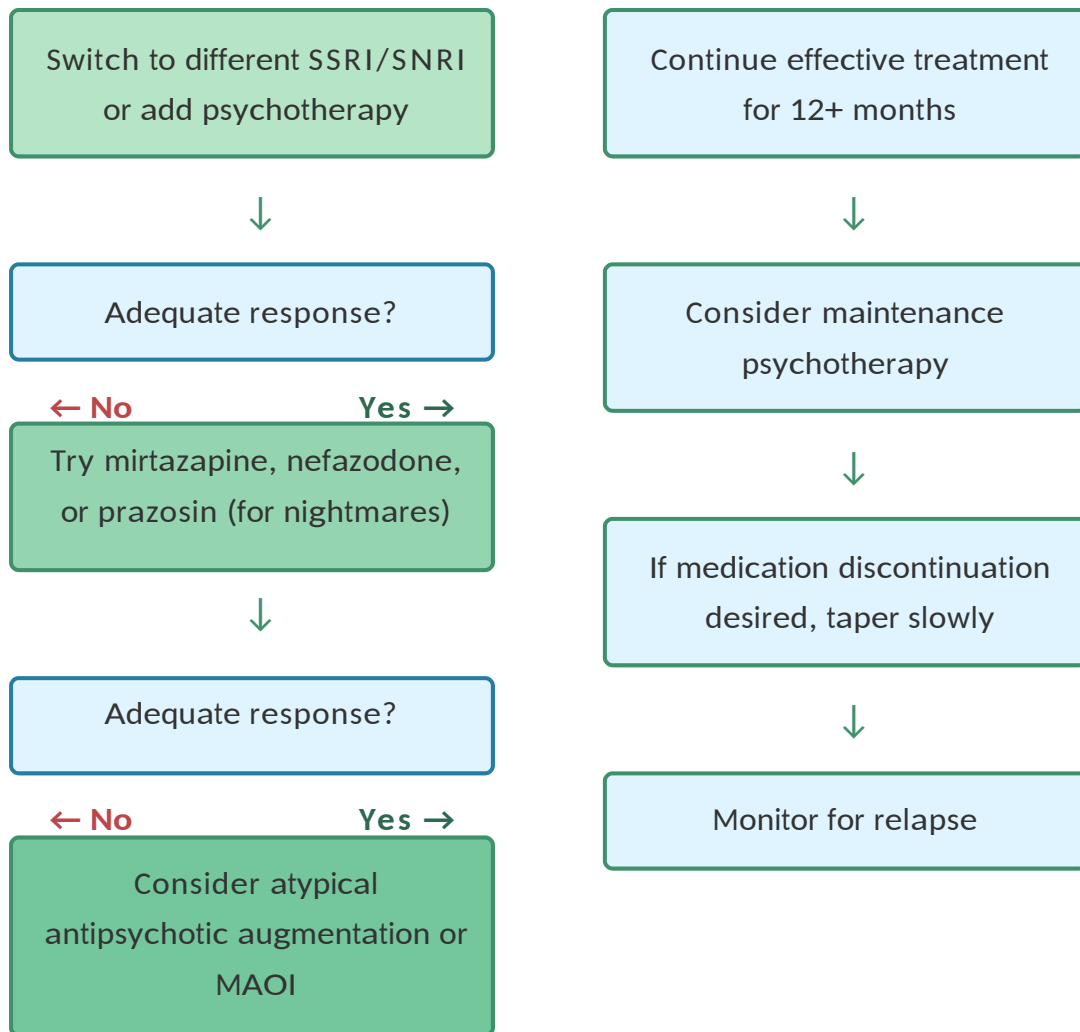 Switch to different SSRI/SNRI
or add psychotherapy
↓
Adequate response?
← No
Yes →
Try mirtazapine, nefazodone,
or prazosin (for nightmares)
↓
Adequate response?
← No
Yes →
Consider atypical
antipsychotic augmentation or
MAOI
Continue effective treatment
for 12+ months
↓
Consider maintenance
psychotherapy
↓
If medication discontinuation
desired, taper slowly
↓
Monitor for relapse